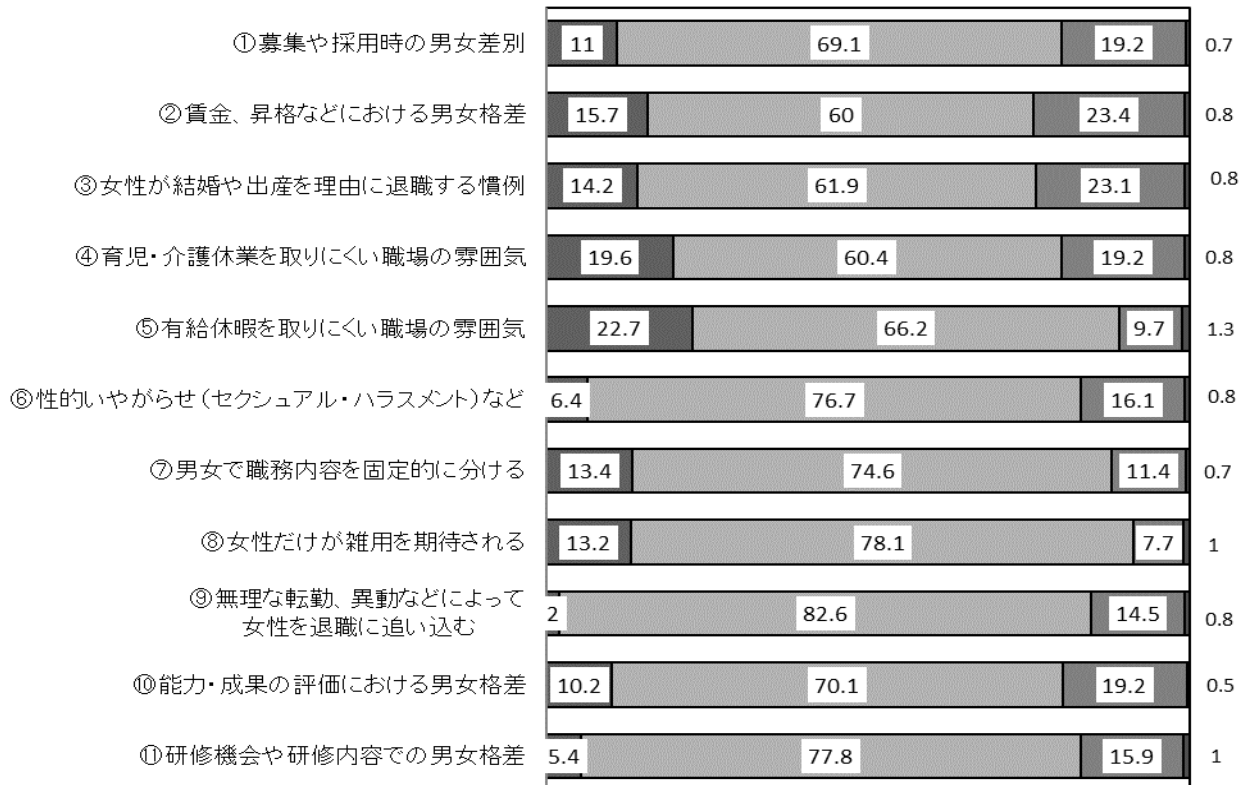 ①募集や採用時の男女差別 11 69.1 19.2 0.7
②賃金、昇格などにおける男女格差 15.7 60 23.4 0.8
③女性が結婚や出産を理由に退職する慣例 14.2 61.9 23.1 0.8
④育児・介護休業を取りにくい職場の雰囲気 19.6 60.4 19.2 0.8
⑤有給休暇を取りにくい職場の雰囲気 22.7 66.2 9.7 1.3
⑥性的いやがらせ（セクシュアル・ハラスメント）など 6.4 76.7 16.1 0.8
⑦男女で職務内容を固定的に分ける 13.4 74.6 11.4 0.7
⑧女性だけが雑用を期待される 13.2 78.1 7.7 1
⑨無理な転勤、異動などによって
女性を退職に追い込む 2 82.6 14.5 0.8
⑩能力・成果の評価における男女格差 10.2 70.1 19.2 0.5
⑪研修機会や研修内容での男女格差 5.4 77.8 15.9 1